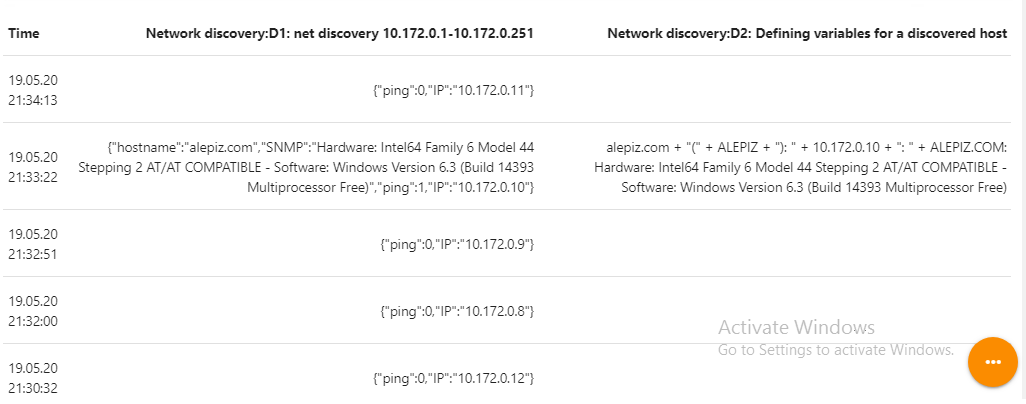 Time Network discovery:D1: net discovery 10.172.0.1-10.172.0.251 Network discovery:D2: Defining variables for a discovered host
19.05.20
21:34:13
{"ping":0,"IP":"10.172.0.11"}
19.05.20
21:33:22
{"hostname":"alepiz.com","SNMP":"Hardware: Intel64 Family 6 Model 44
Stepping 2 AT/AT COMPATIBLE - Software: Windows Version 6.3 (Build 14393
Multiprocessor Free)","ping":1,"IP":"10.172.0.10"}
alepiz.com + "(" + ALEPIZ + "): " + 10.172.0.10 + ": " + ALEPIZ.COM:
Hardware: Intel64 Family 6 Model 44 Stepping 2 AT/AT COMPATIBLE -
Software: Windows Version 6.3 (Build 14393 Multiprocessor Free)
19.05.20
21:32:51
{"ping":0,"IP":"10.172.0.9"}
19.05.20
21:32:00
{"ping":0,"IP":"10.172.0.8"}
Activate Windows
Go to Settings to activate Windows.
19.05.20
21:30:32
{"ping":0,"IP":"10.172.0.12"}